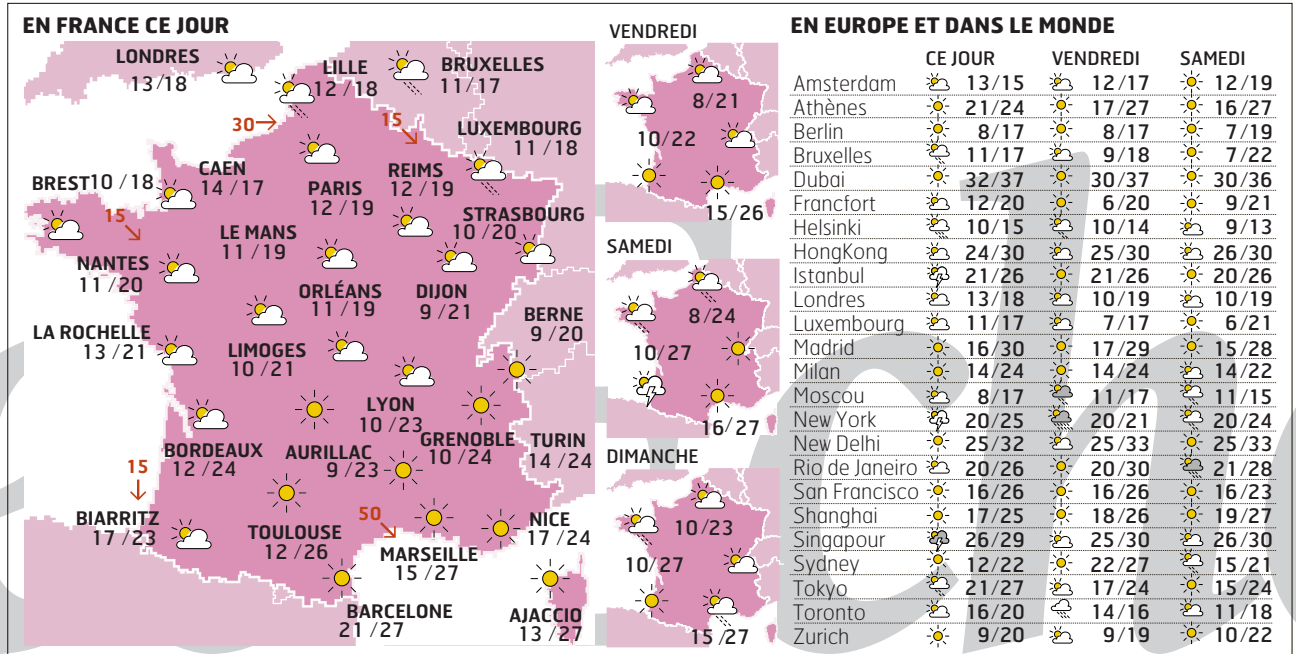 EN FRANCE CE JOUR
LONDRES
13/18
LILLE
12/18
BRUXELLES
11/17
30
15
LUXEMBOURG
11/18
BREST 10/18
CAEN
14/17
PARIS
12/19
REIMS
12/19
15
LE MANS
11/19
STRASBOURG
10/20
NANTES
11/20
ORLÉANS
11/19
DIJON
9/21
BERNE
9/20
LA ROCHELLE
13/21
LIMOGES
10/21
LYON
10/23
BORDEAUX
12/24
AURILLAC
9/23
GRENOBLE
10/24
TURIN
14/24
15
BIARRITZ
17/23
TOULOUSE
12/26
50
MARSEILLE
15/27
NICE
17/24
BARCELONE
21/27
AJACCIO
13/27
VENDREDI
8/21
10/22
15/26
SAMEDI
8/24
10/27
16/27
DIMANCHE
10/23
10/27
15/27
EN EUROPE ET DANS LE MONDE
CE JOUR VENDREDI SAMEDI
Amsterdam 13/15 12/17 12/19
Athènes 21/24 17/27 16/27
Berlin 8/17 8/17 7/19
Bruxelles 11/17 9/18 7/22
Dubai 32/37 30/37 30/36
Francfort 12/20 6/20 9/21
Helsinki 10/15 10/14 9/13
HongKong 24/30 25/30 26/30
Istanbul 21/26 21/26 20/26
Londres 13/18 10/19 10/19
Luxembourg 11/17 7/17 6/21
Madrid 16/30 17/29 15/28
Milan 14/24 14/24 14/22
Moscou 8/17 11/17 11/15
New York 20/25 20/21 20/24
New Delhi 25/32 25/33 25/33
Rio de Janeiro 20/26 20/30 21/28
San Francisco 16/26 16/26 16/23
Shanghai 17/25 18/26 19/27
Singapour 26/29 25/30 26/30
Sydney 12/22 22/27 15/21
Tokyo 21/27 17/24 15/24
Toronto 16/20 14/16 11/18
Zurich 9/20 9/19 10/22